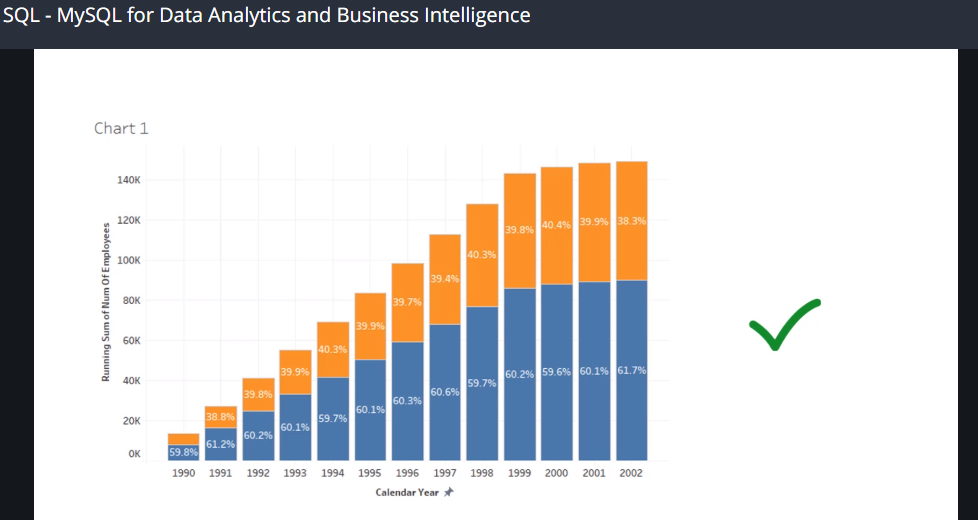 SQL - MySQL for Data Analytics and Business Intelligence
Chart 1
Running Sum of Num Of Employees
140K
120K
100K
80K
60K
40K
20K
0K
39.8%
40.4%
39.9%
38.3%
40.3%
39.4%
39.7%
39.9%
40.3%
39.9%
39.8%
38.8%
59.8%
61.2%
60.2%
60.1%
59.7%
60.1%
60.3%
60.6%
59.7%
60.2%
59.6%
60.1%
61.7%
1990 1991 1992 1993 1994 1995 1996 1997 1998 1999 2000 2001 2002
Calendar Year